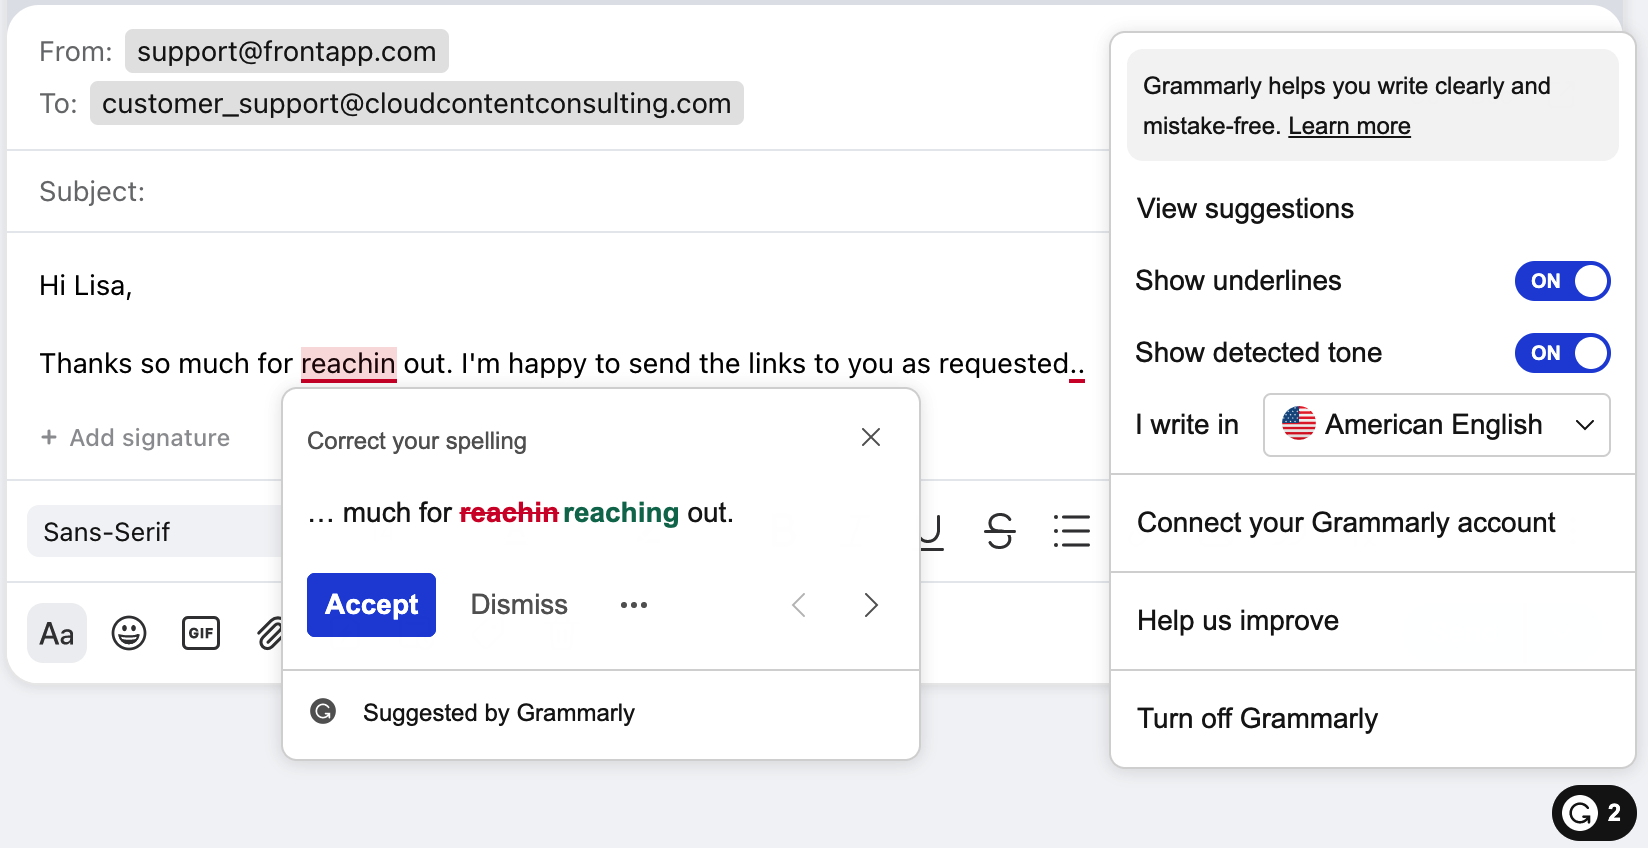 From: support@frontapp.com
To: customer_support@cloudcontentconsulting.com
Subject:
Hi Lisa,
Thanks so much for reachin out. I'm happy to send the links to you as requested..
+ Add signature
Sans-Serif
U S
Aa GIF
Correct your spelling
... much for reachin reaching out.
Accept Dismiss •••
Suggested by Grammarly
Grammarly helps you write clearly and
mistake-free. Learn more
View suggestions
Show underlines ON
Show detected tone ON
I write in American English
Connect your Grammarly account
Help us improve
Turn off Grammarly
G 2